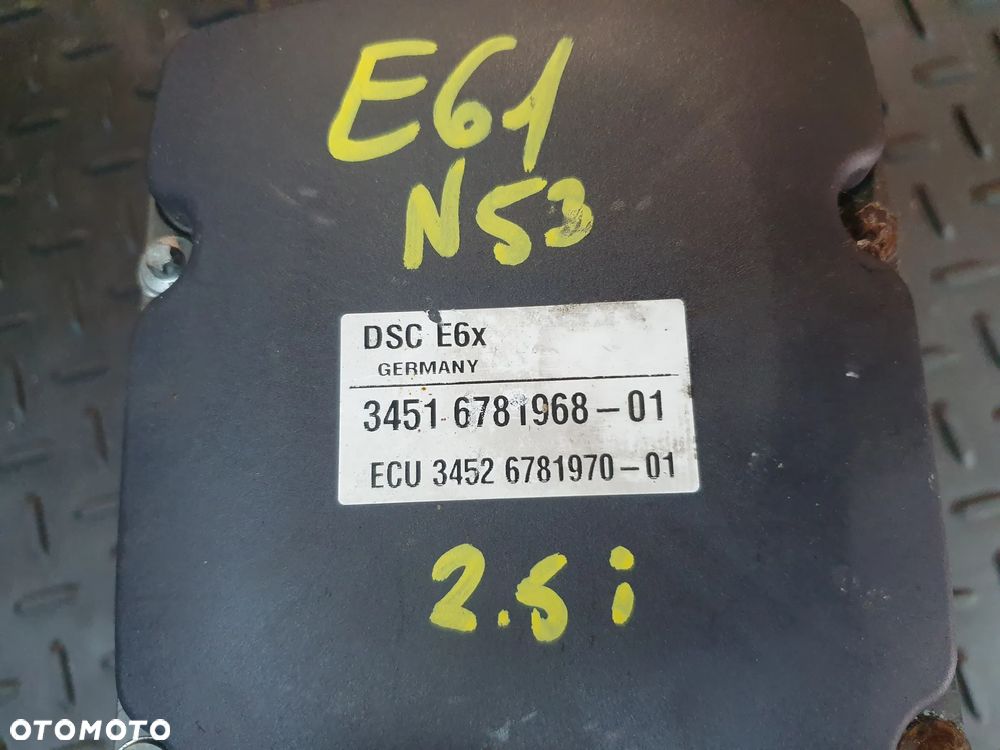 E61
N53
DSC E6x
GERMANY
3451 6781968-01
ECU 3452 6781970-01
2.5i
OTOMOTO